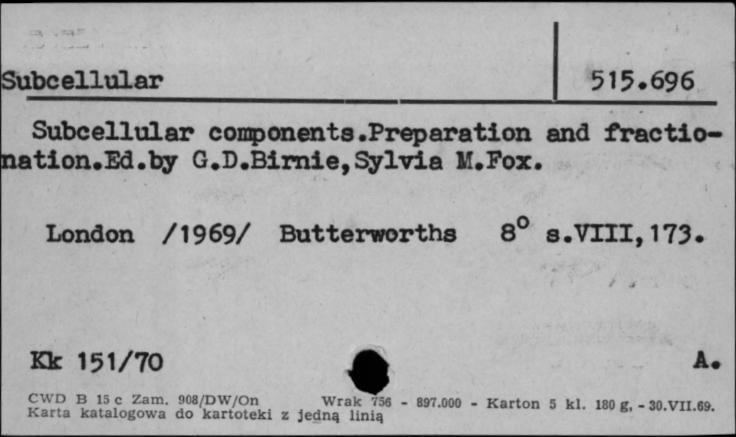 Subcellular 515.696
Subcellular components.Preparation and fractio-
nation.Ed.by G.D.Birnie,Sylvia M.Fox.
London /1969/ Butterworths 8° s.VIII,173.
Kk 151/70 A.
CWD B 15 c Zam. 908/DW/On Wrak 756 - 897.000 - Karton 5 kl. 180 g, - 30.VII.69.
Karta katalogowa do kartoteki z jedną linią